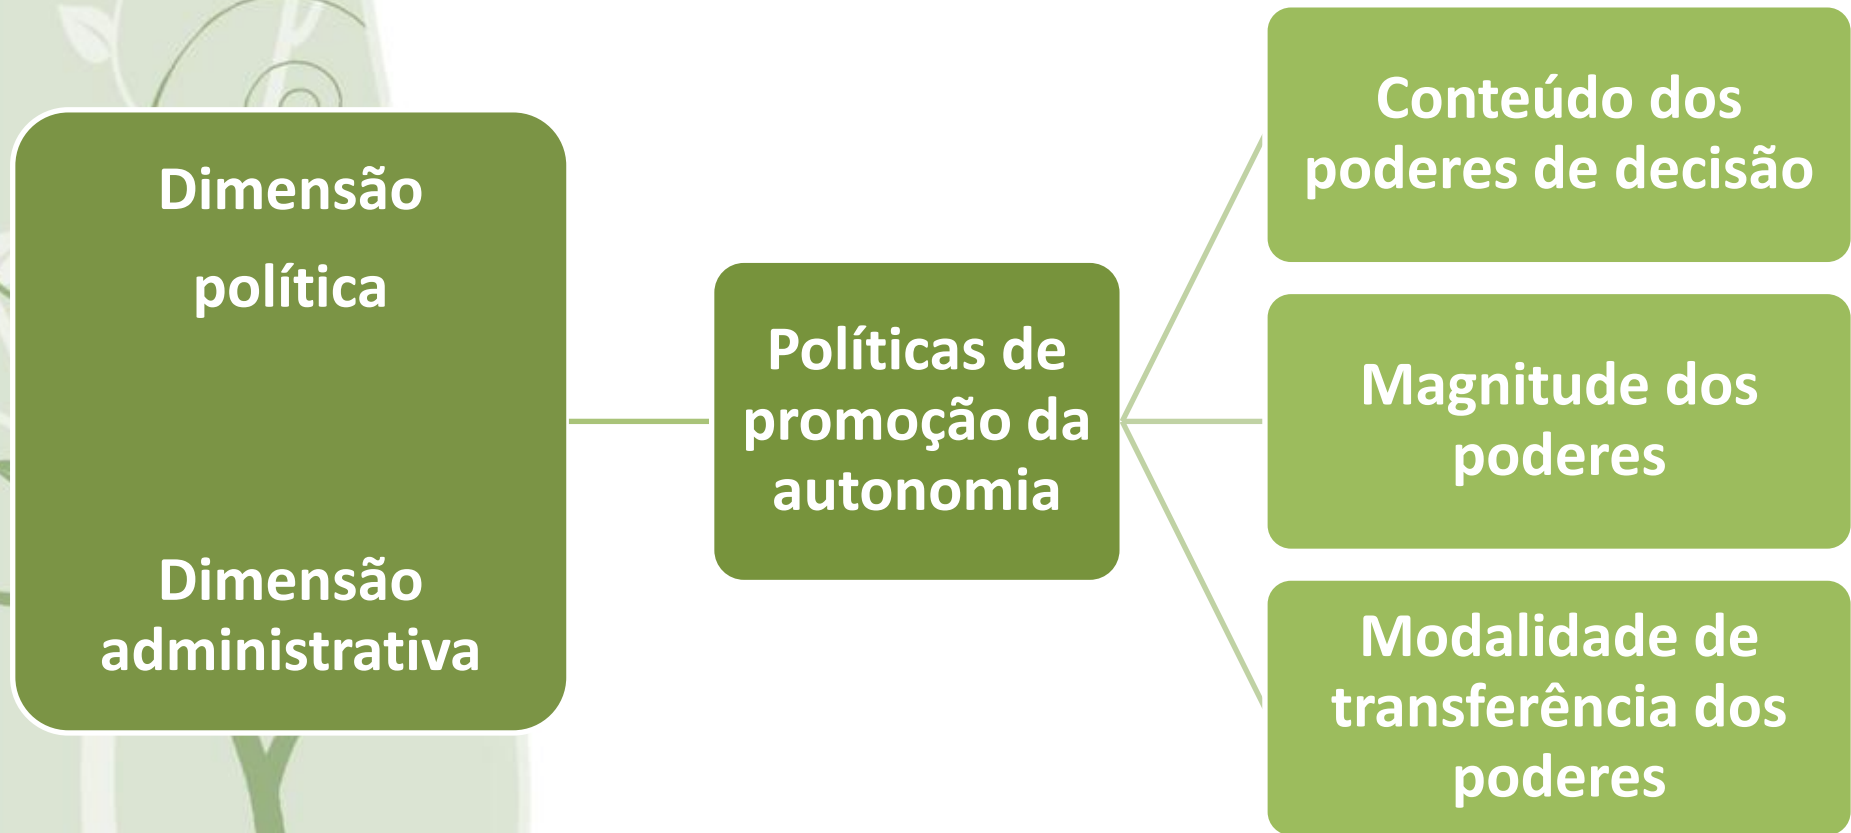 Dimensão
política
Dimensão
administrativa
Políticas de
promoção da
autonomia
Conteúdo dos
poderes de decisão
Magnitude dos
poderes
Modalidade de
transferência dos
poderes